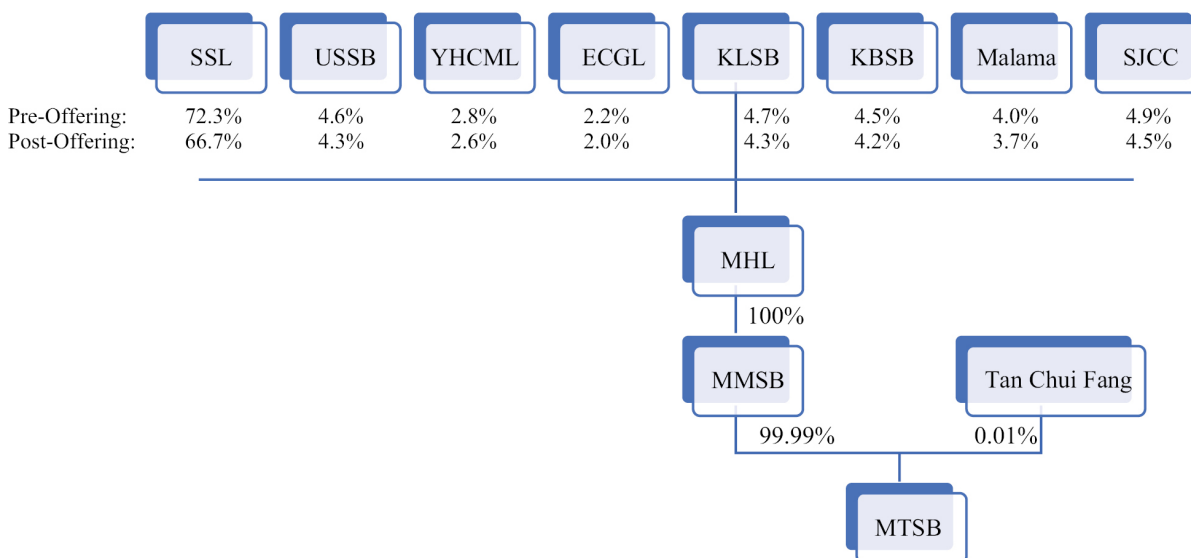 SSL USSB YHCML ECGL KLSB KBSB Malama SJCC
Pre-Offering: 72.3% 4.6% 2.8% 2.2% 4.7% 4.5% 4.0% 4.9%
Post-Offering: 66.7% 4.3% 2.6% 2.0% 4.3% 4.2% 3.7% 4.5%
MHL
100%
MMSB Tan Chui Fang
99.99% 0.01%
MTSB